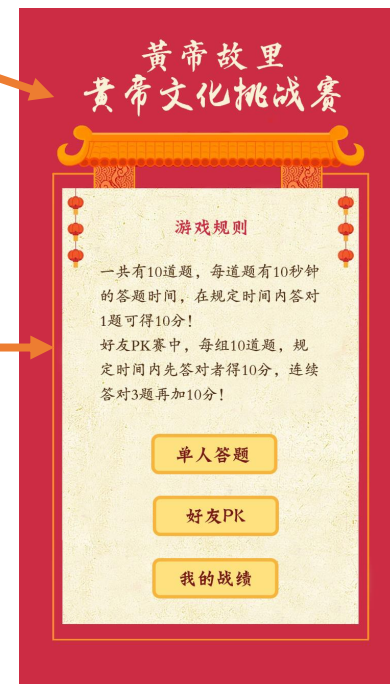 黄帝故里
黄帝文化挑战赛
游戏规则
一共有10道题，每道题有10秒钟
的答题时间，在规定时间内答对
1题可得10分！
好友PK赛中，每组10道题，规
定时间内先答对者得10分，连续
答对3题再加10分！
单人答题
好友PK
我的战绩